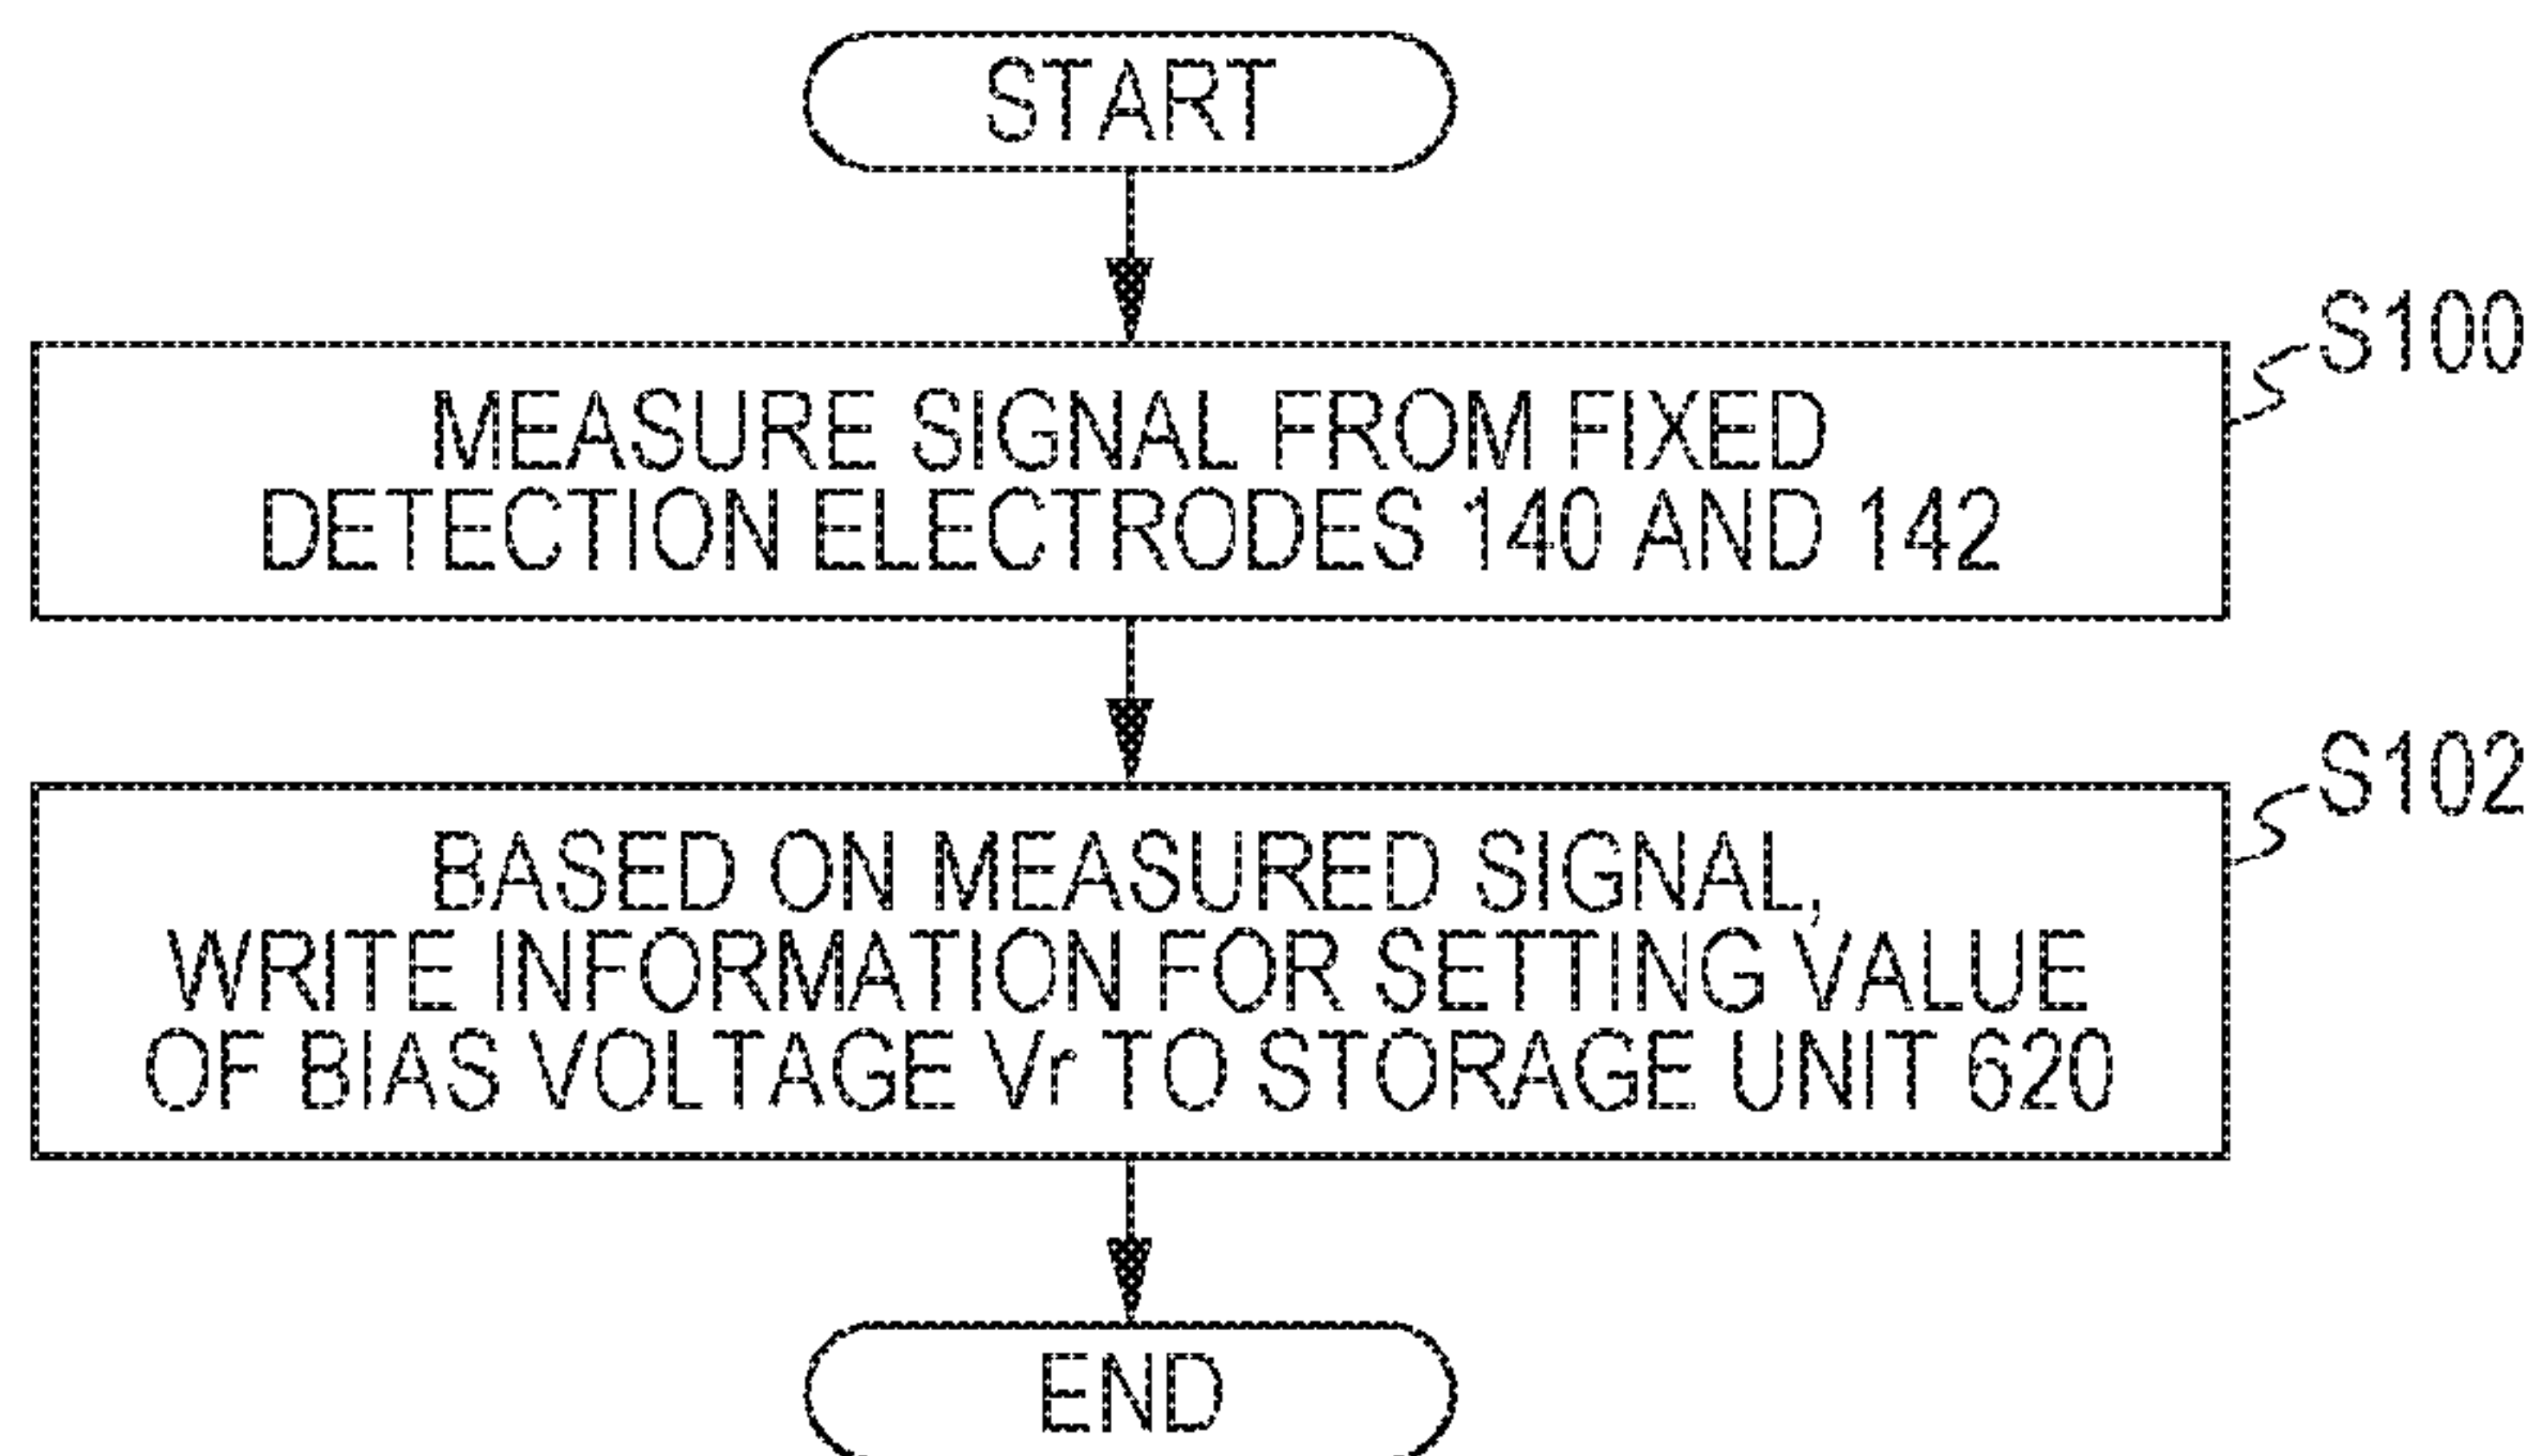 START
S100
MEASURE SIGNAL FROM FIXED
DETECTION ELECTRODES 140 AND 142
S102
BASED ON MEASURED SIGNAL,
WRITE INFORMATION FOR SETTING VALUE
OF BIAS VOLTAGE Vr TO STORAGE UNIT 620
END